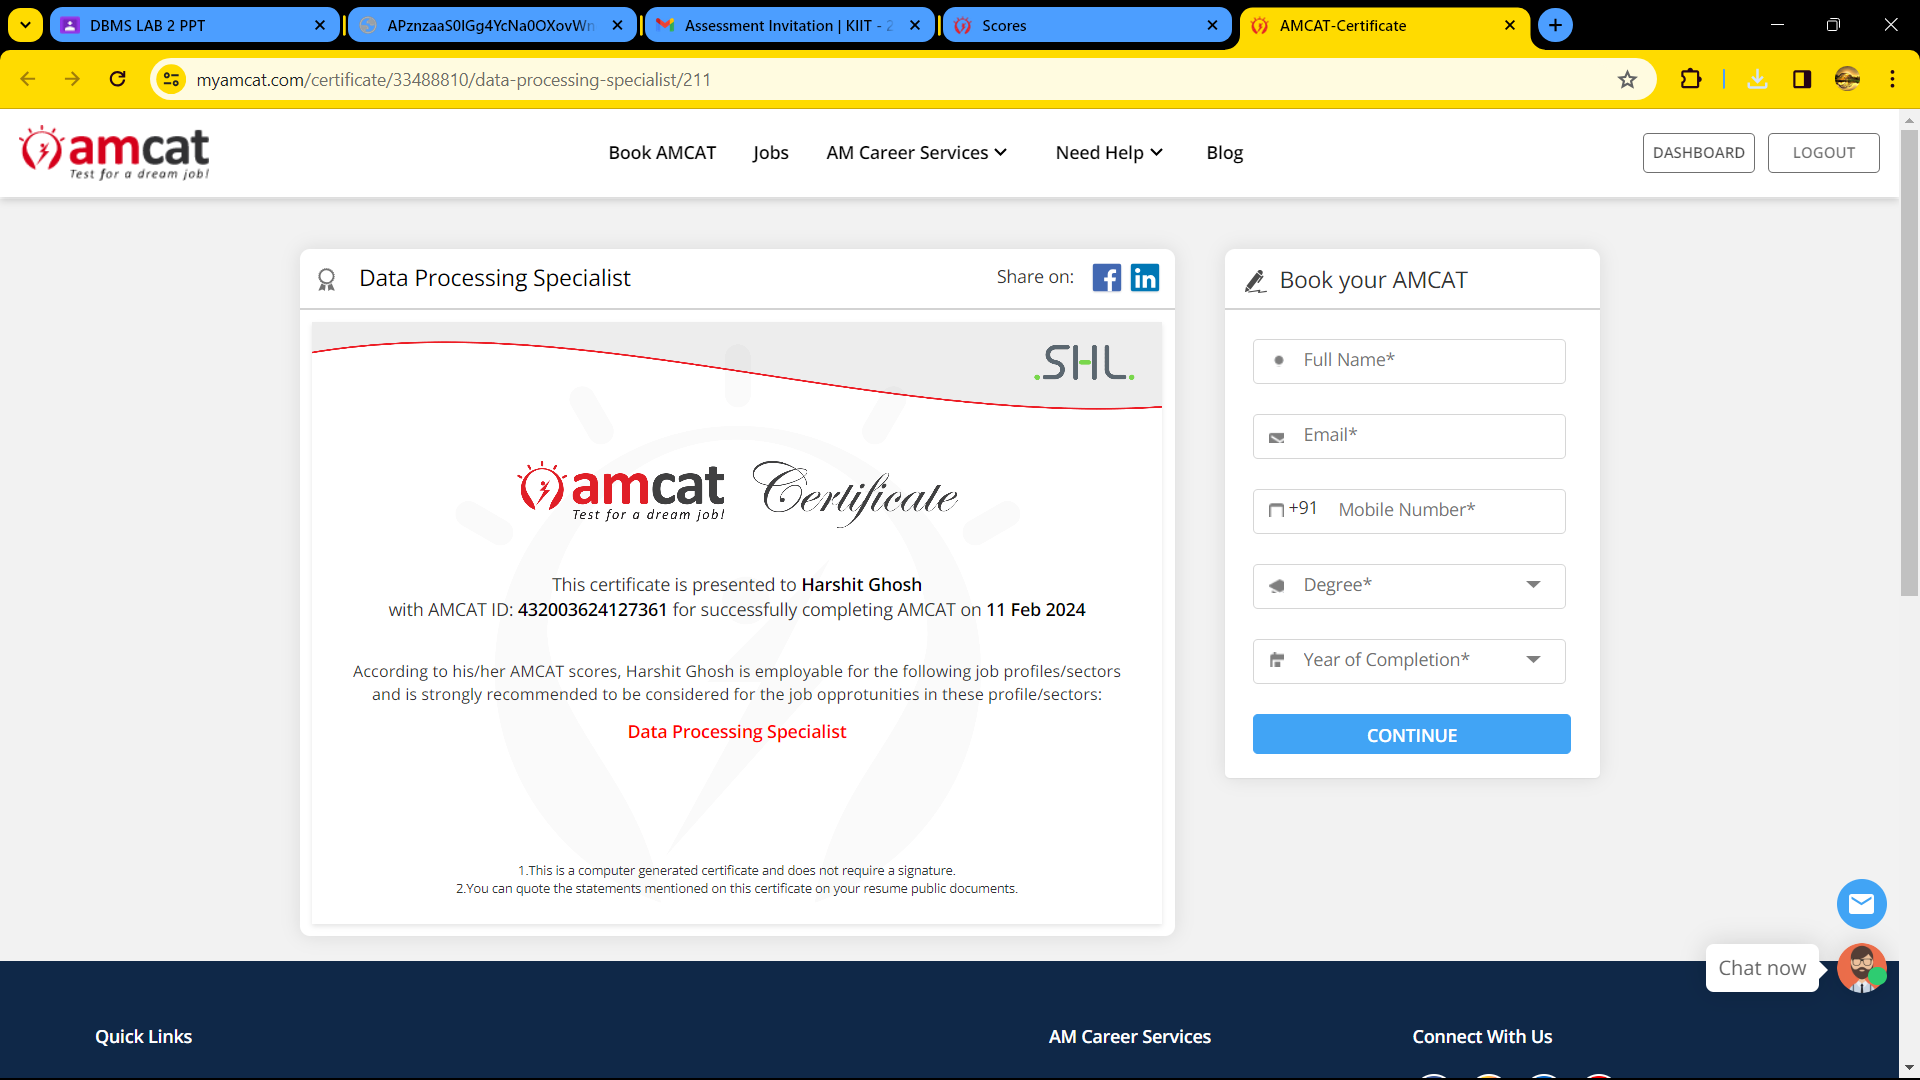 DBMS LAB 2 PPT
APznzaaS0lGg4YcNa0OXovWn
Assessment Invitation | KIIT - 2
Scores
AMCAT-Certificate
myamcat.com/certificate/33488810/data-processing-specialist/211
amcat
Test for a dream job!
Book AMCAT
Jobs
AM Career Services
Need Help
Blog
DASHBOARD
LOGOUT
Data Processing Specialist
Share on:
SHL
amcat
Test for a dream job!
Certificate
This certificate is presented to Harshit Ghosh
with AMCAT ID: 432003624127361 for successfully completing AMCAT on 11 Feb 2024
According to his/her AMCAT scores, Harshit Ghosh is employable for the following job profiles/sectors
and is strongly recommended to be considered for the job opprotunities in these profile/sectors:
Data Processing Specialist
1.This is a computer generated certificate and does not require a signature.
2.You can quote the statements mentioned on this certificate on your resume public documents.
Book your AMCAT
Full Name*
Email*
+91 Mobile Number*
Degree*
Year of Completion*
CONTINUE
Chat now
Quick Links
AM Career Services
Connect With Us